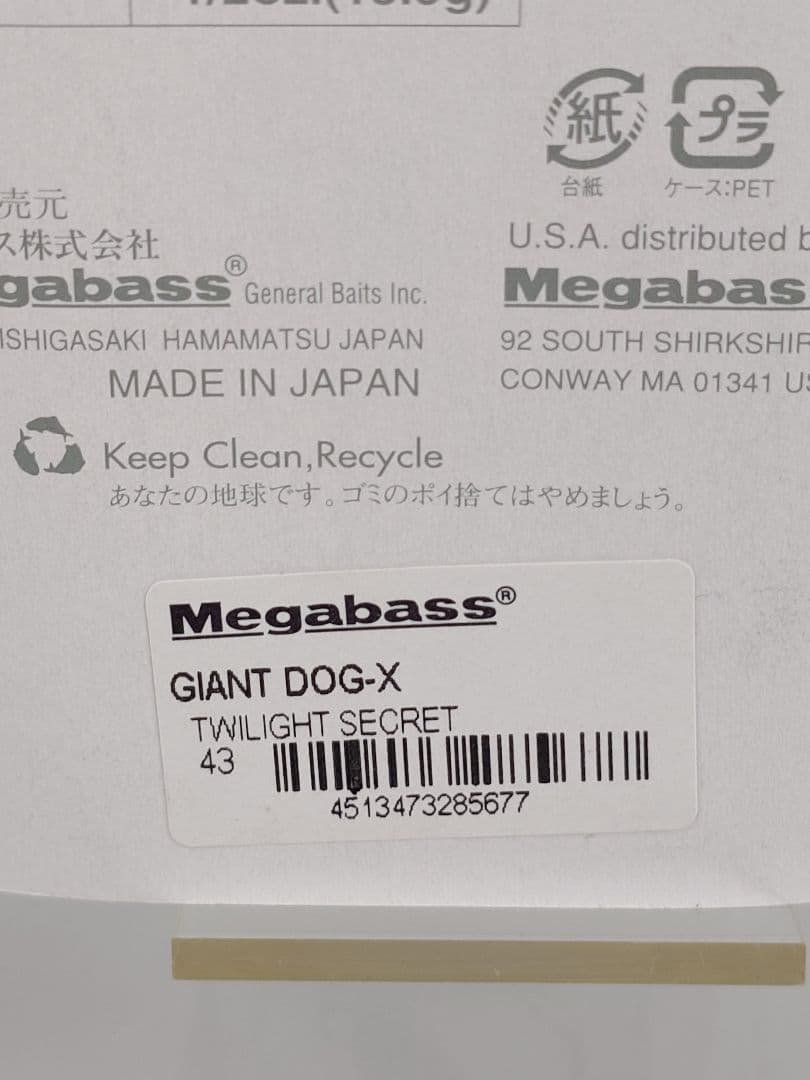 紙
プラ
台紙
ケース:PET
売元
ス株式会社
gabass® General Baits Inc.
ISHIGASAKI HAMAMATSU JAPAN
MADE IN JAPAN
U.S.A. distributed b
Megabas
92 SOUTH SHIRKSHIR
CONWAY MA 01341 US
Keep Clean,Recycle
あなたの地球です。ゴミのポイ捨てはやめましょう。
Megabass®
GIANT DOG-X
TWILIGHT SECRET
43
4513473285677